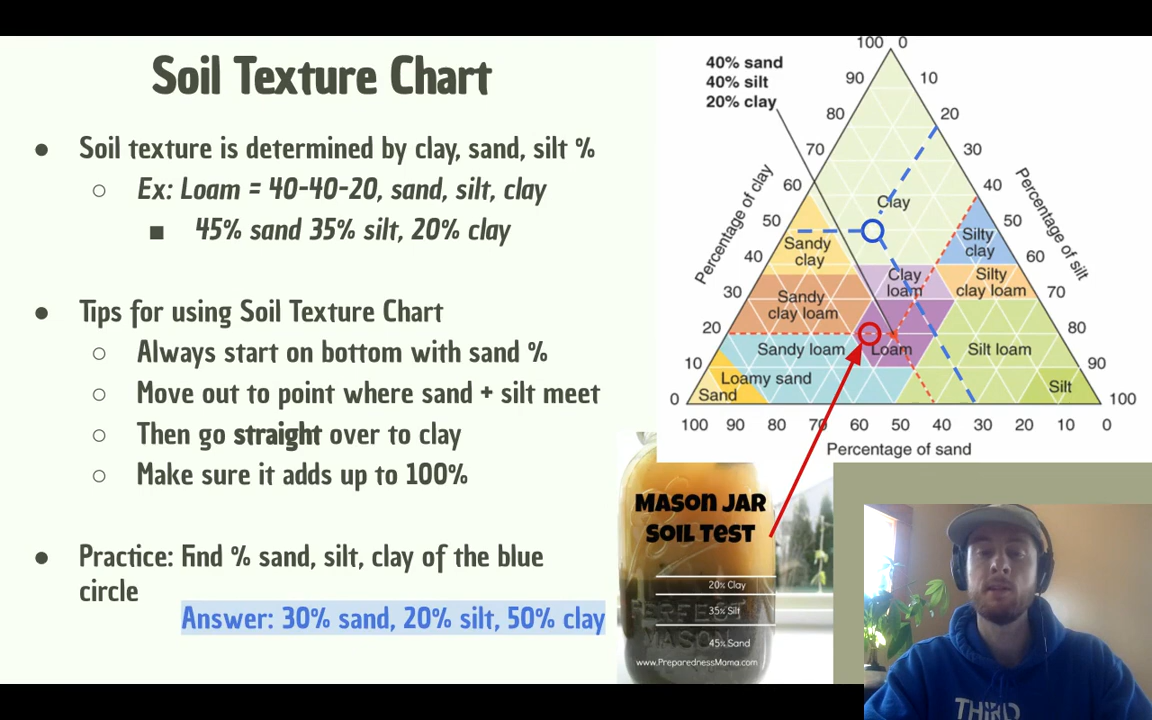 Soil Texture Chart
● Soil texture is determined by clay, sand, silt %
○ Ex: Loam = 40-40-20, sand, silt, clay
■ 45% sand 35% silt, 20% clay
● Tips for using Soil Texture Chart
○ Always start on bottom with sand %
○ Move out to point where sand + silt meet
○ Then go straight over to clay
○ Make sure it adds up to 100%
● Practice: Find % sand, silt, clay of the blue
circle
Answer: 30% sand, 20% silt, 50% clay
40% sand
40% silt
20% clay
100 0
90 10
80 20
70 30
60 40
50 50
40 60
30 70
20 80
10 90
0 100
Percentage of clay
Percentage of silt
Clay
Sandy
clay
Silty
clay
Clay
loam
Silty
clay loam
Sandy
clay loam
Sandy loam
Loam
Silt loam
Loamy sand
Sand
Silt
100 90 80 70 60 50 40 30 20 10 0
Percentage of sand
MASON JAR
SOIL TEST
20% Clay
PERFECT
35% Silt
MASON
45% Sand
www.PreparednessMama.com
THIRD